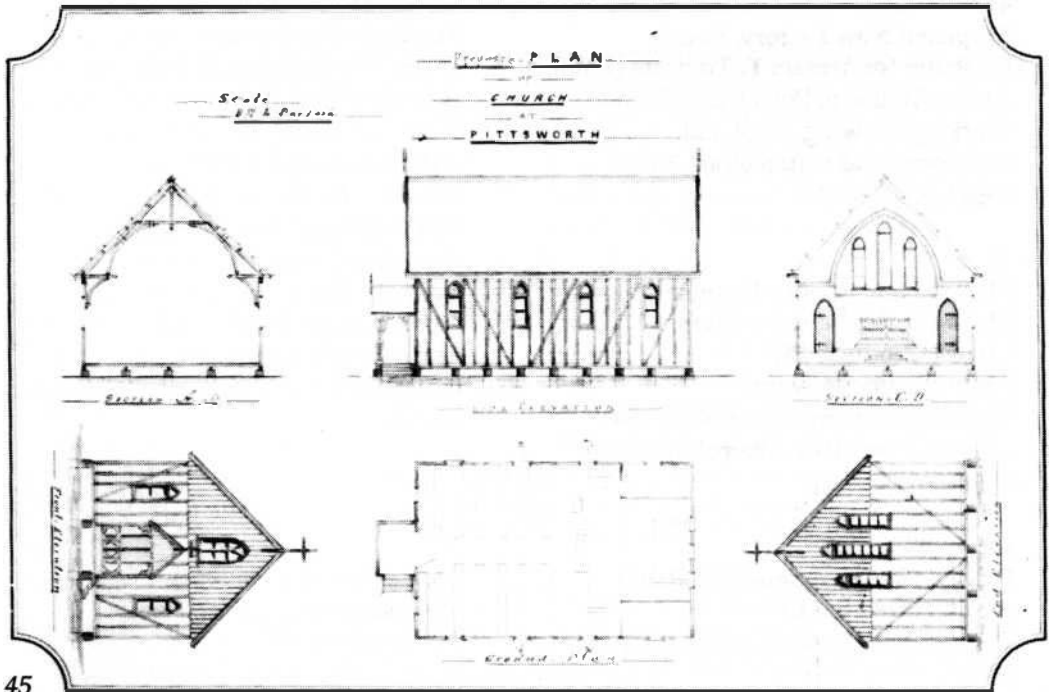 PLAN
OF
CHURCH
AT
PITTSWORTH
Scale
Section A.B
Side Elevation
Section C.D
Front Elevation
Ground Plan
End Elevation
45